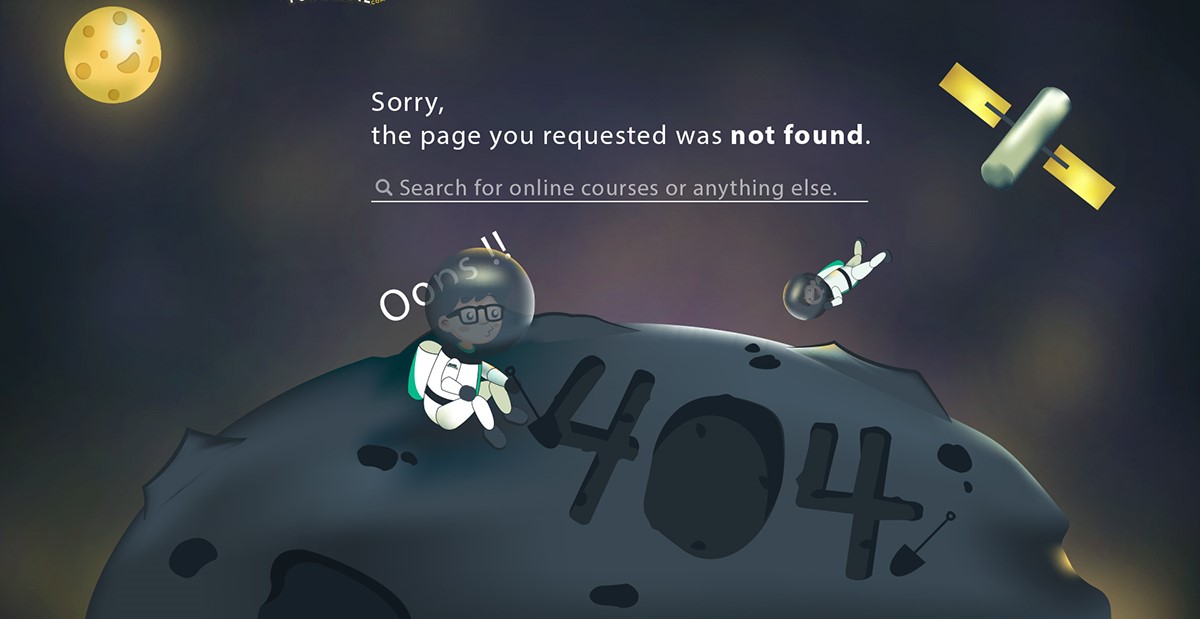 Sorry,
the page you requested was not found.
Search for online courses or anything else.
Oops !!
404